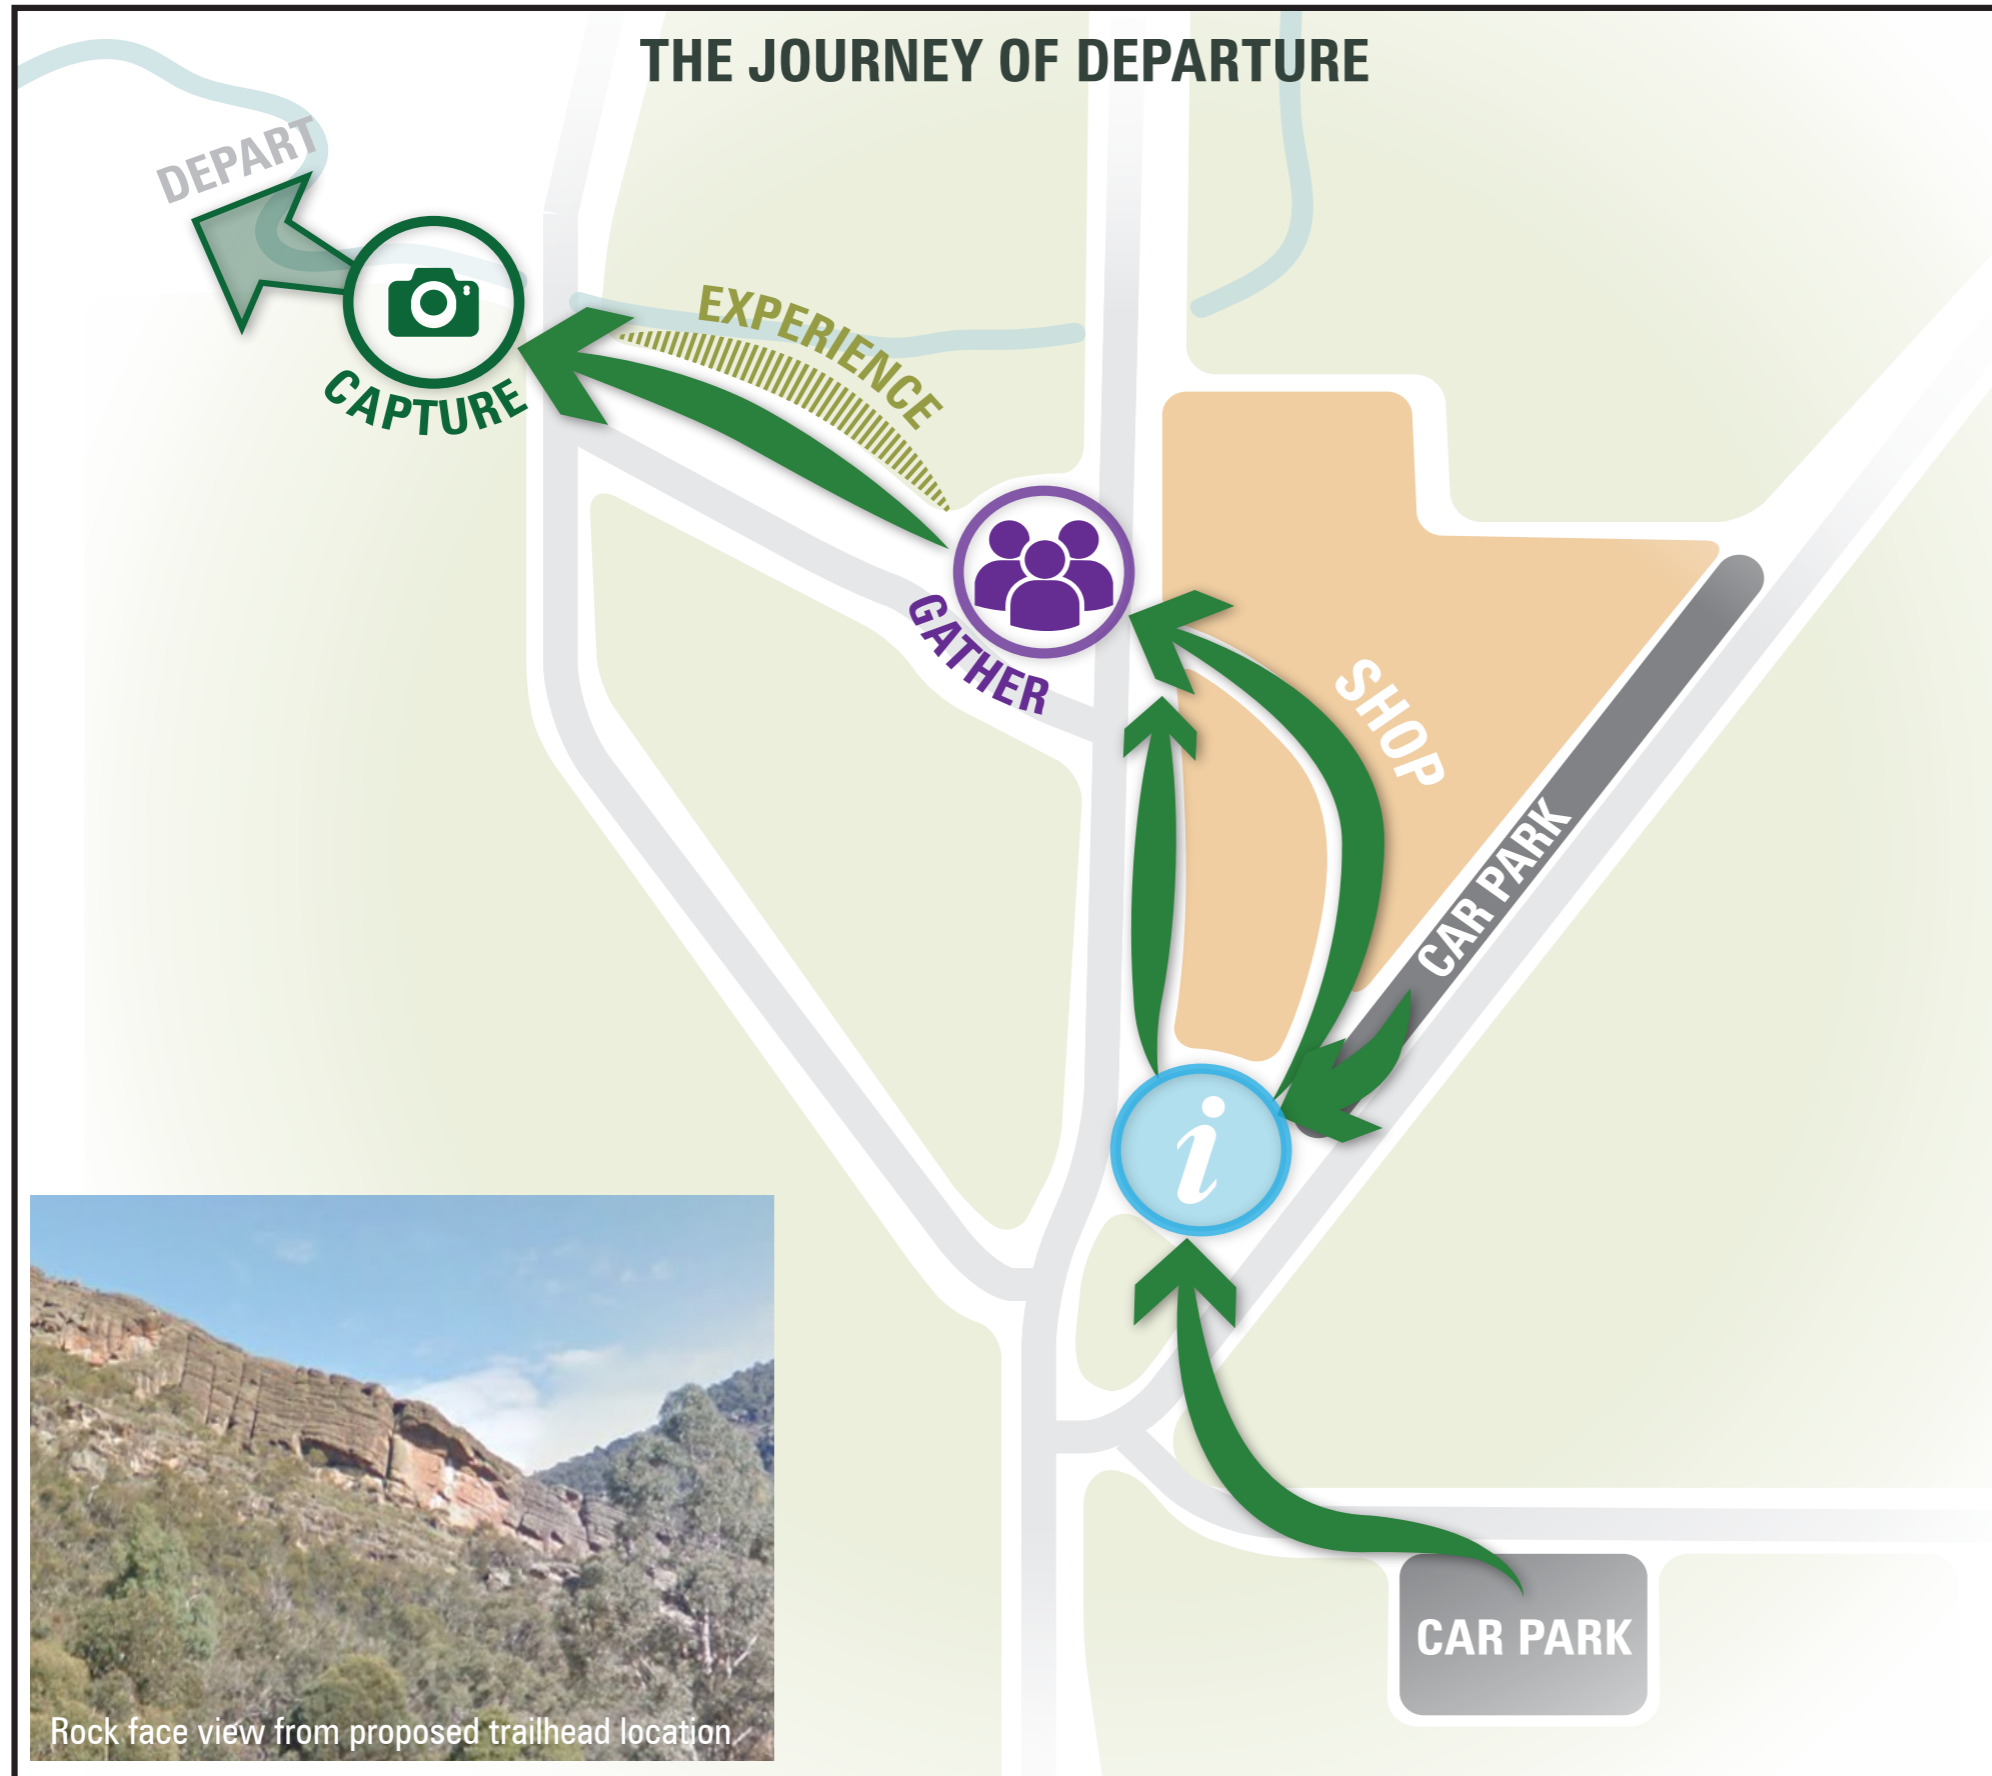 THE JOURNEY OF DEPARTURE
DEPART
EXPERIENCE
CAPTURE
GATHER
SHOP
CAR PARK
i
CAR PARK
Rock face view from proposed trailhead location